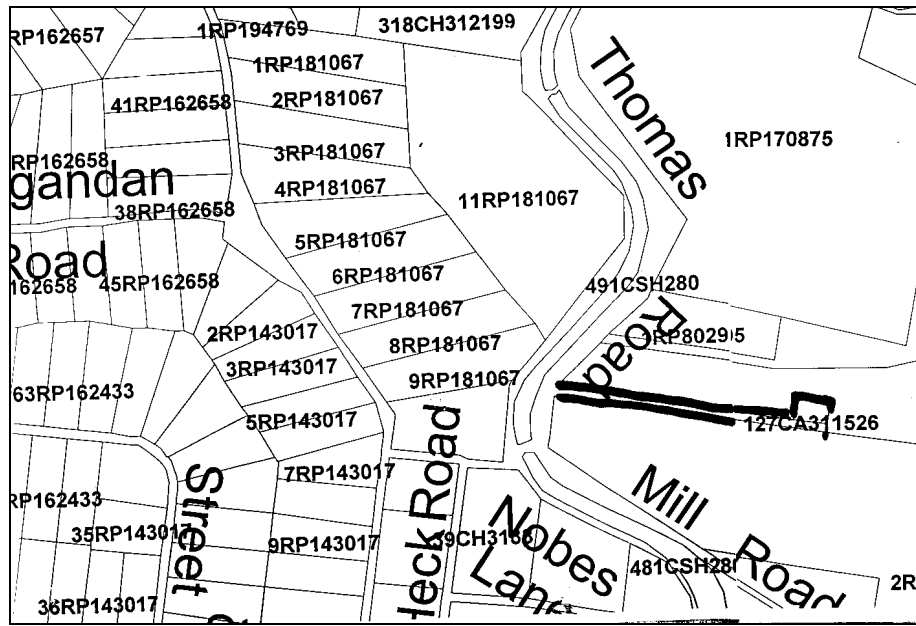 RP162657
1RP194769
318CH312199
1RP181067
2RP181067
41RP162658
3RP181067
1RP170875
RP162658
4RP181067
gandan
Thomas
11RP181067
38RP162658
5RP181067
Road
162658
45RP162658
6RP181067
491CSH280
7RP181067
2RP143017
8RP181067
Road
3RP143017
9RP181067
63RP162433
5RP143017
127CA311526
7RP143017
Street
Road
Mill
RP162433
Nobes
35RP143017
9RP143017
481CSH28
Road
36RP143017
2R